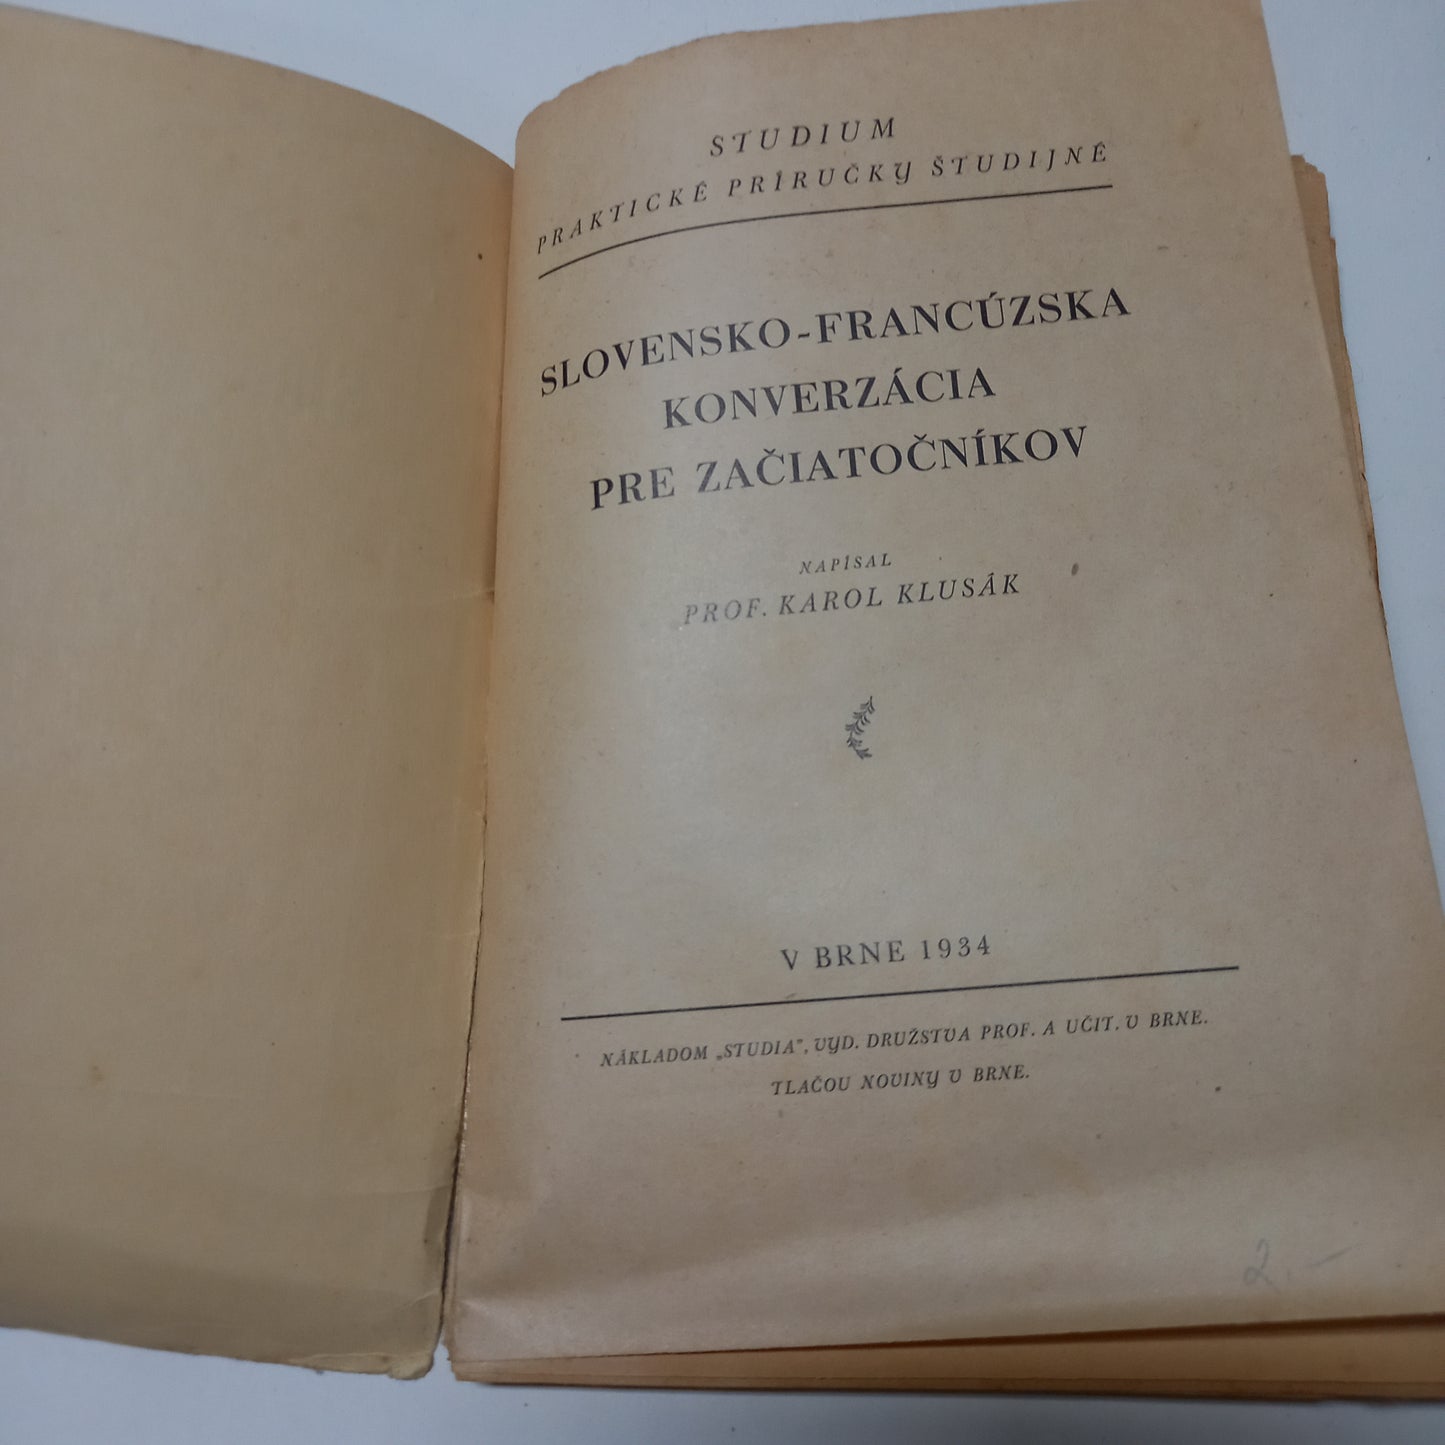 STUDIUM
PRAKTICKÉ PRÍRUČKY ŠTUDIJNÉ
SLOVENSKO-FRANCÚZSKA
KONVERZÁCIA
PRE ZAČIATOČNÍKOV
NAPÍSAL
PROF. KAROL KLUSÁK
V BRNE 1934
NÁKLADOM „STUDIA”, VYD. DRUŽSTVA PROF. A UČIT. V BRNE.
TLAČOU NOVINY V BRNE.
2.-